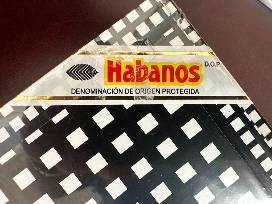 Habanos D.O.P.
DENOMINACIÓN DE ORIGEN PROTEGIDA